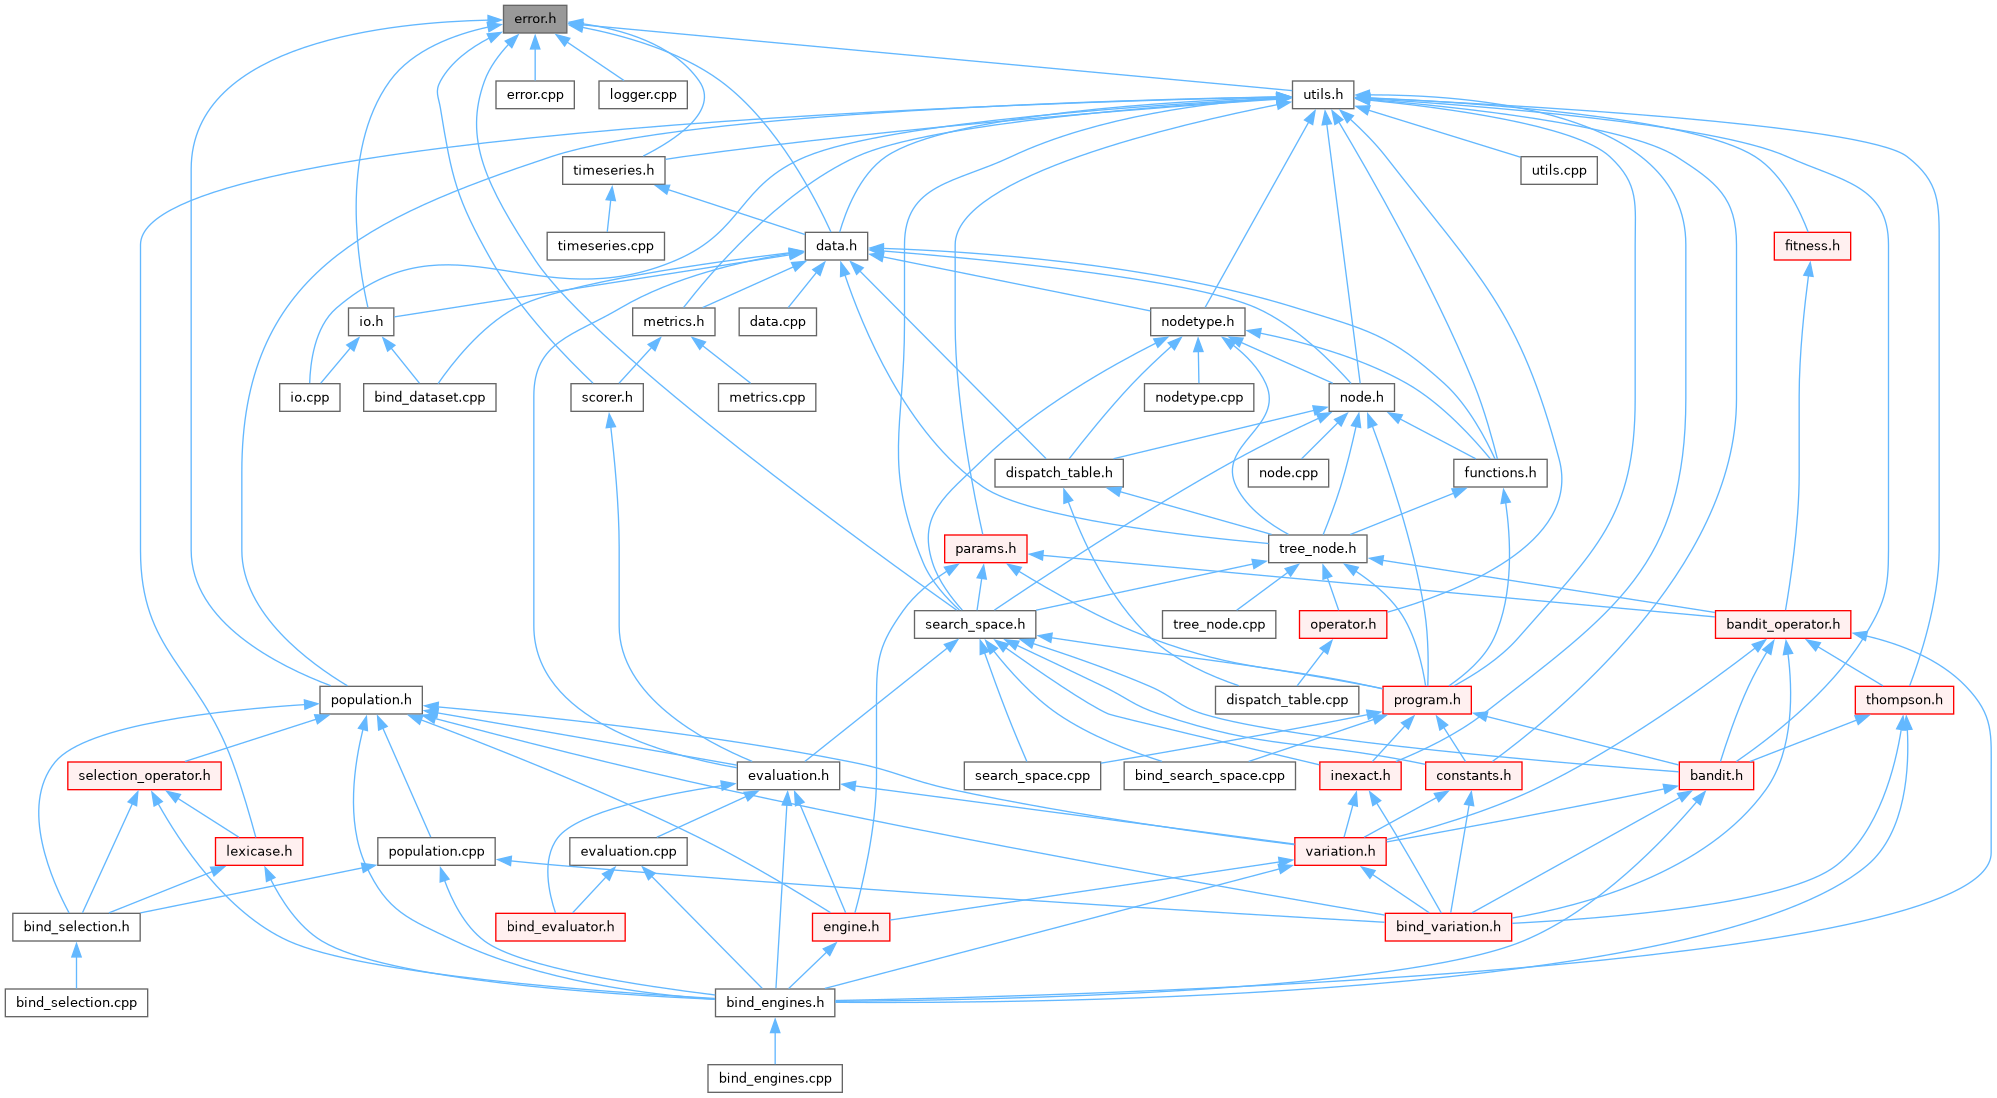 error.h
error.cpp
logger.cpp
utils.h
timeseries.h
utils.cpp
timeseries.cpp
data.h
fitness.h
io.h
metrics.h
data.cpp
nodetype.h
io.cpp
bind_dataset.cpp
scorer.h
metrics.cpp
nodetype.cpp
node.h
dispatch_table.h
node.cpp
functions.h
params.h
tree_node.h
search_space.h
tree_node.cpp
operator.h
bandit_operator.h
population.h
dispatch_table.cpp
program.h
thompson.h
selection_operator.h
evaluation.h
search_space.cpp
bind_search_space.cpp
inexact.h
constants.h
bandit.h
lexicase.h
population.cpp
evaluation.cpp
variation.h
bind_selection.h
bind_evaluator.h
engine.h
bind_variation.h
bind_selection.cpp
bind_engines.h
bind_engines.cpp